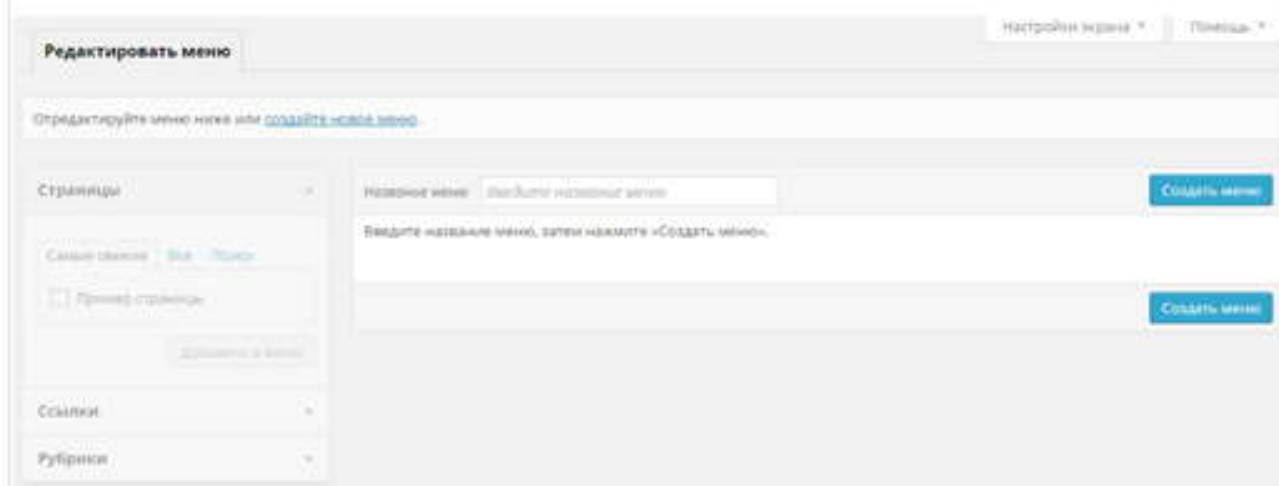 Настройки экрана
Помощь
Редактировать меню
Отредактируйте меню ниже или создайте новое меню.
Страницы
Название меню
Введите название меню
Создать меню
Введите название меню, затем нажмите «Создать меню».
Самые свежие
Все
Поиск
Пример страницы
Создать меню
Добавить в меню
Ссылки
Рубрики